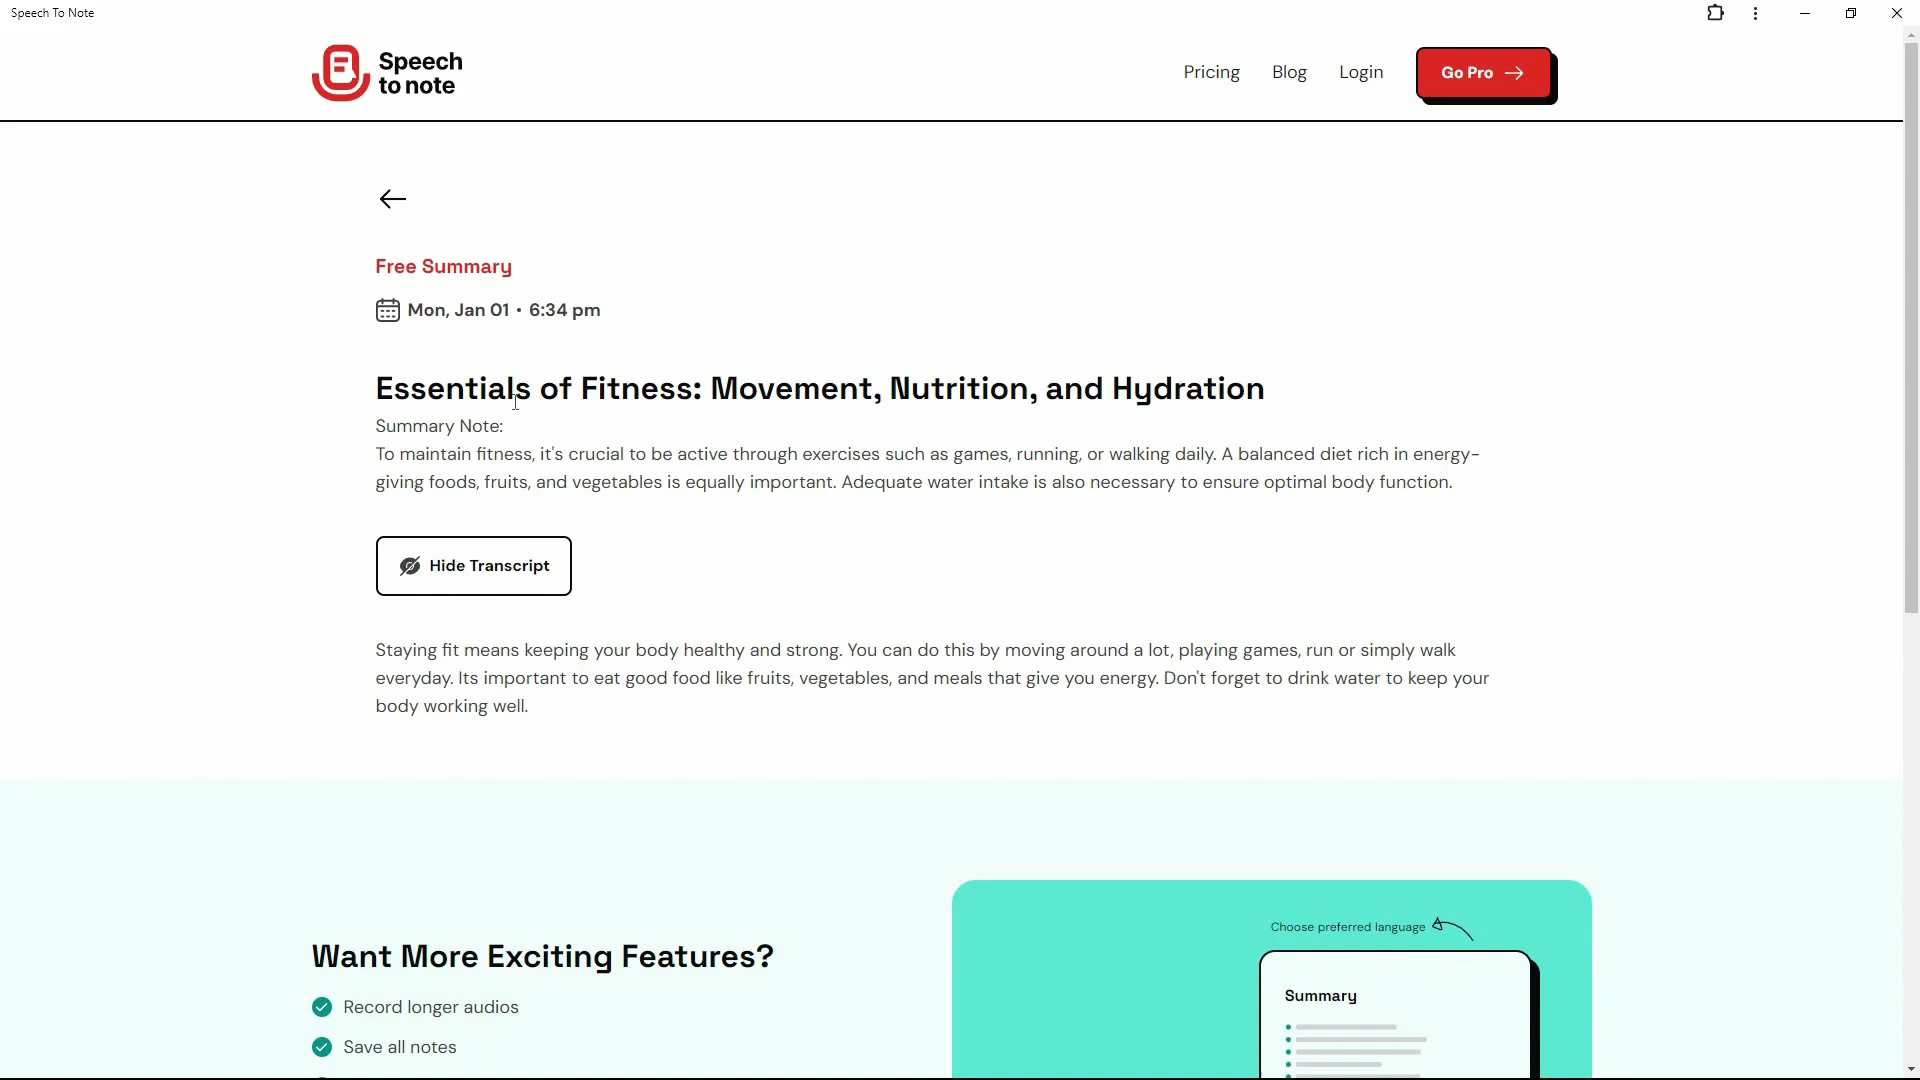 Speech To Note
Speech
to note
Pricing
Blog
Login
Go Pro
Free Summary
Mon, Jan 01 • 6:34 pm
Essentials of Fitness: Movement, Nutrition, and Hydration
Summary Note:
To maintain fitness, it's crucial to be active through exercises such as games, running, or walking daily. A balanced diet rich in energy-
giving foods, fruits, and vegetables is equally important. Adequate water intake is also necessary to ensure optimal body function.
Hide Transcript
Staying fit means keeping your body healthy and strong. You can do this by moving around a lot, playing games, run or simply walk
everyday. Its important to eat good food like fruits, vegetables, and meals that give you energy. Don't forget to drink water to keep your
body working well.
Want More Exciting Features?
Record longer audios
Save all notes
Choose preferred language
Summary